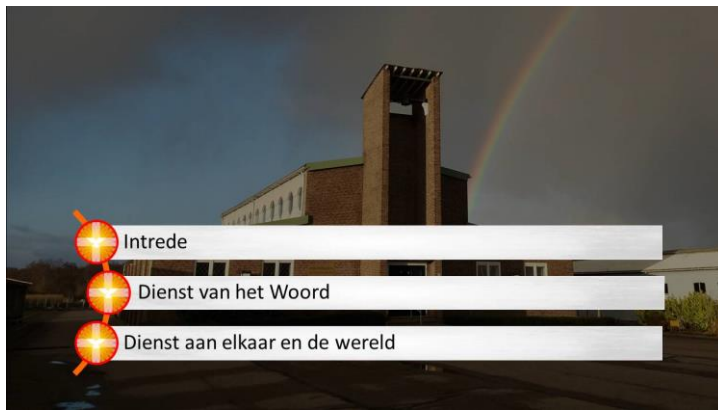 Intrede
Dienst van het Woord
Dienst aan elkaar en de wereld